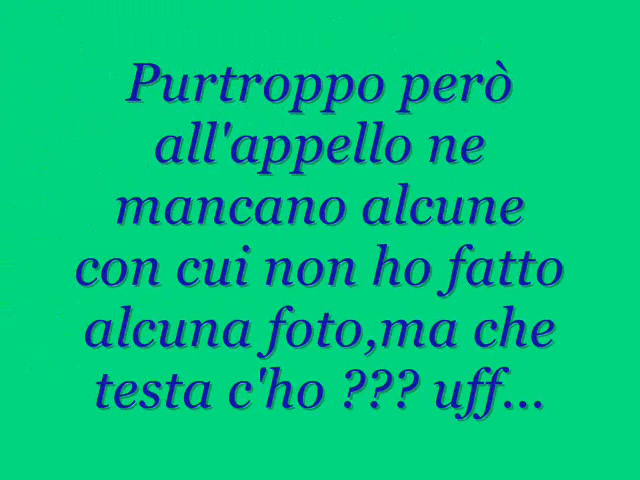 Purtroppo però
all'appello ne
mancano alcune
con cui non ho fatto
alcuna foto,ma che
testa c'ho ??? uff...